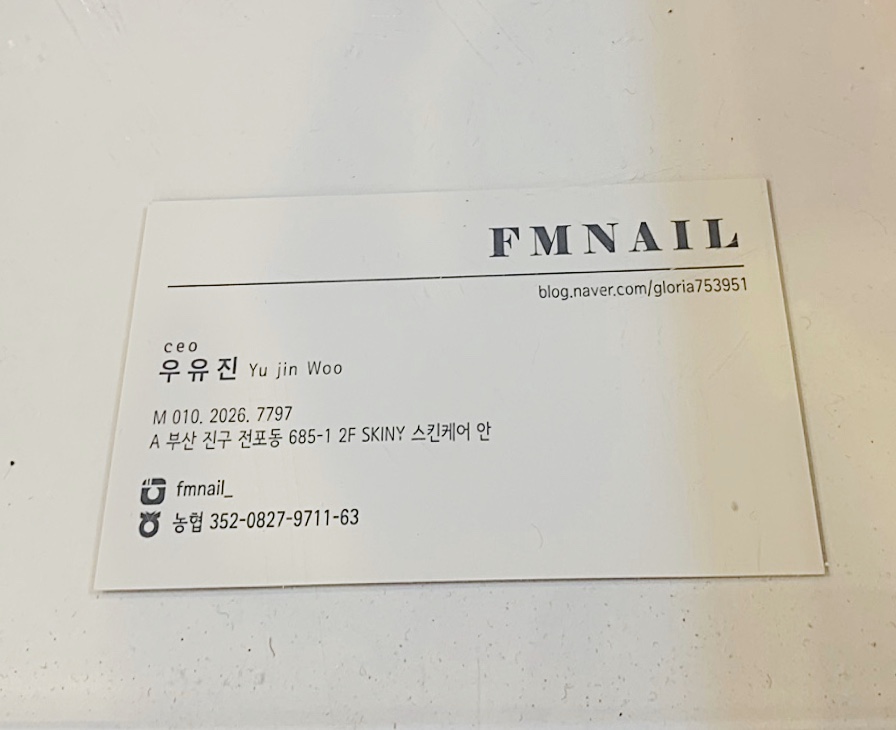 FMNAIL
blog.naver.com/gloria753951
ceo
우유진 Yu jin Woo
M 010. 2026. 7797
A 부산 진구 전포동 685-1 2F SKINY 스킨케어 안
fmnail_
농협 352-0827-9711-63